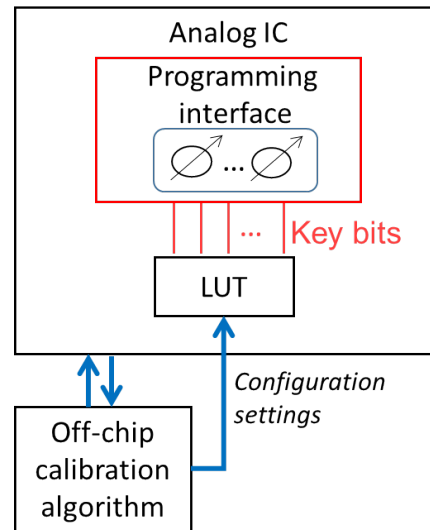 Analog IC
Programming
interface
...
... Key bits
LUT
Configuration
settings
Off-chip
calibration
algorithm